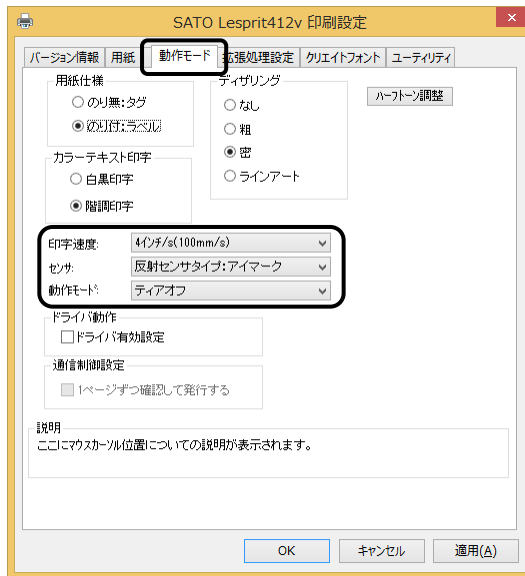 SATO Lesprit412v 印刷設定
バージョン情報 用紙 動作モード 拡張処理設定 クリエイトフォント ユーティリティ
用紙仕様
のり無:タグ
のり付:ラベル
カラーテキスト印字
白黒印字
階調印字
ディザリング
なし
粗
密
ラインアート
ハーフトーン調整
印字速度: 4インチ/s(100mm/s)
センサ: 反射センサタイプ:アイマーク
動作モード: ティアオフ
ドライバ動作
ドライバ有効設定
通信制御設定
1ページずつ確認して発行する
説明
ここにマウスカーソル位置についての説明が表示されます。
OK キャンセル 適用(A)